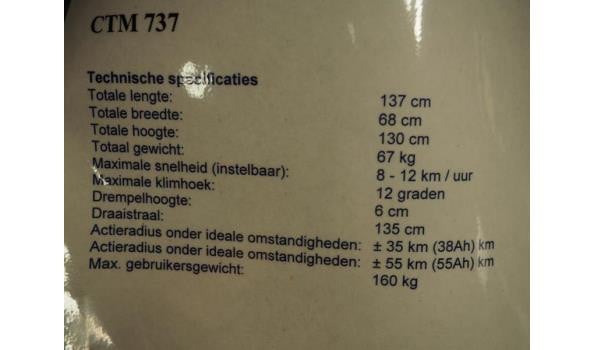 CTM 737
Technische specificaties
Totale lengte: 137 cm
Totale breedte: 68 cm
Totale hoogte: 130 cm
Totaal gewicht: 67 kg
Maximale snelheid (instelbaar): 8 - 12 km / uur
Maximale klimhoek: 12 graden
Drempelhoogte: 6 cm
Draaistraal: 135 cm
Actieradius onder ideale omstandigheden: ± 35 km (38Ah) km
Actieradius onder ideale omstandigheden: ± 55 km (55Ah) km
Max. gebruikersgewicht: 160 kg